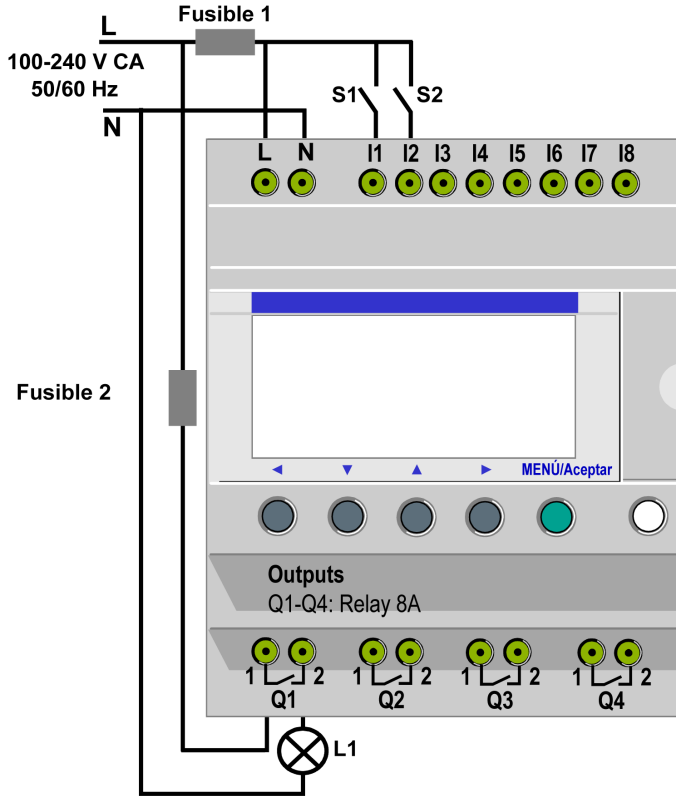 Fusible 1
L
100-240 V CA
50/60 Hz
S1 S2
N
L N I1 I2 I3 I4 I5 I6 I7 I8
Fusible 2
MENÚ/Aceptar
Outputs
Q1-Q4: Relay 8A
1 2 1 2 1 2 1 2
Q1 Q2 Q3 Q4
L1